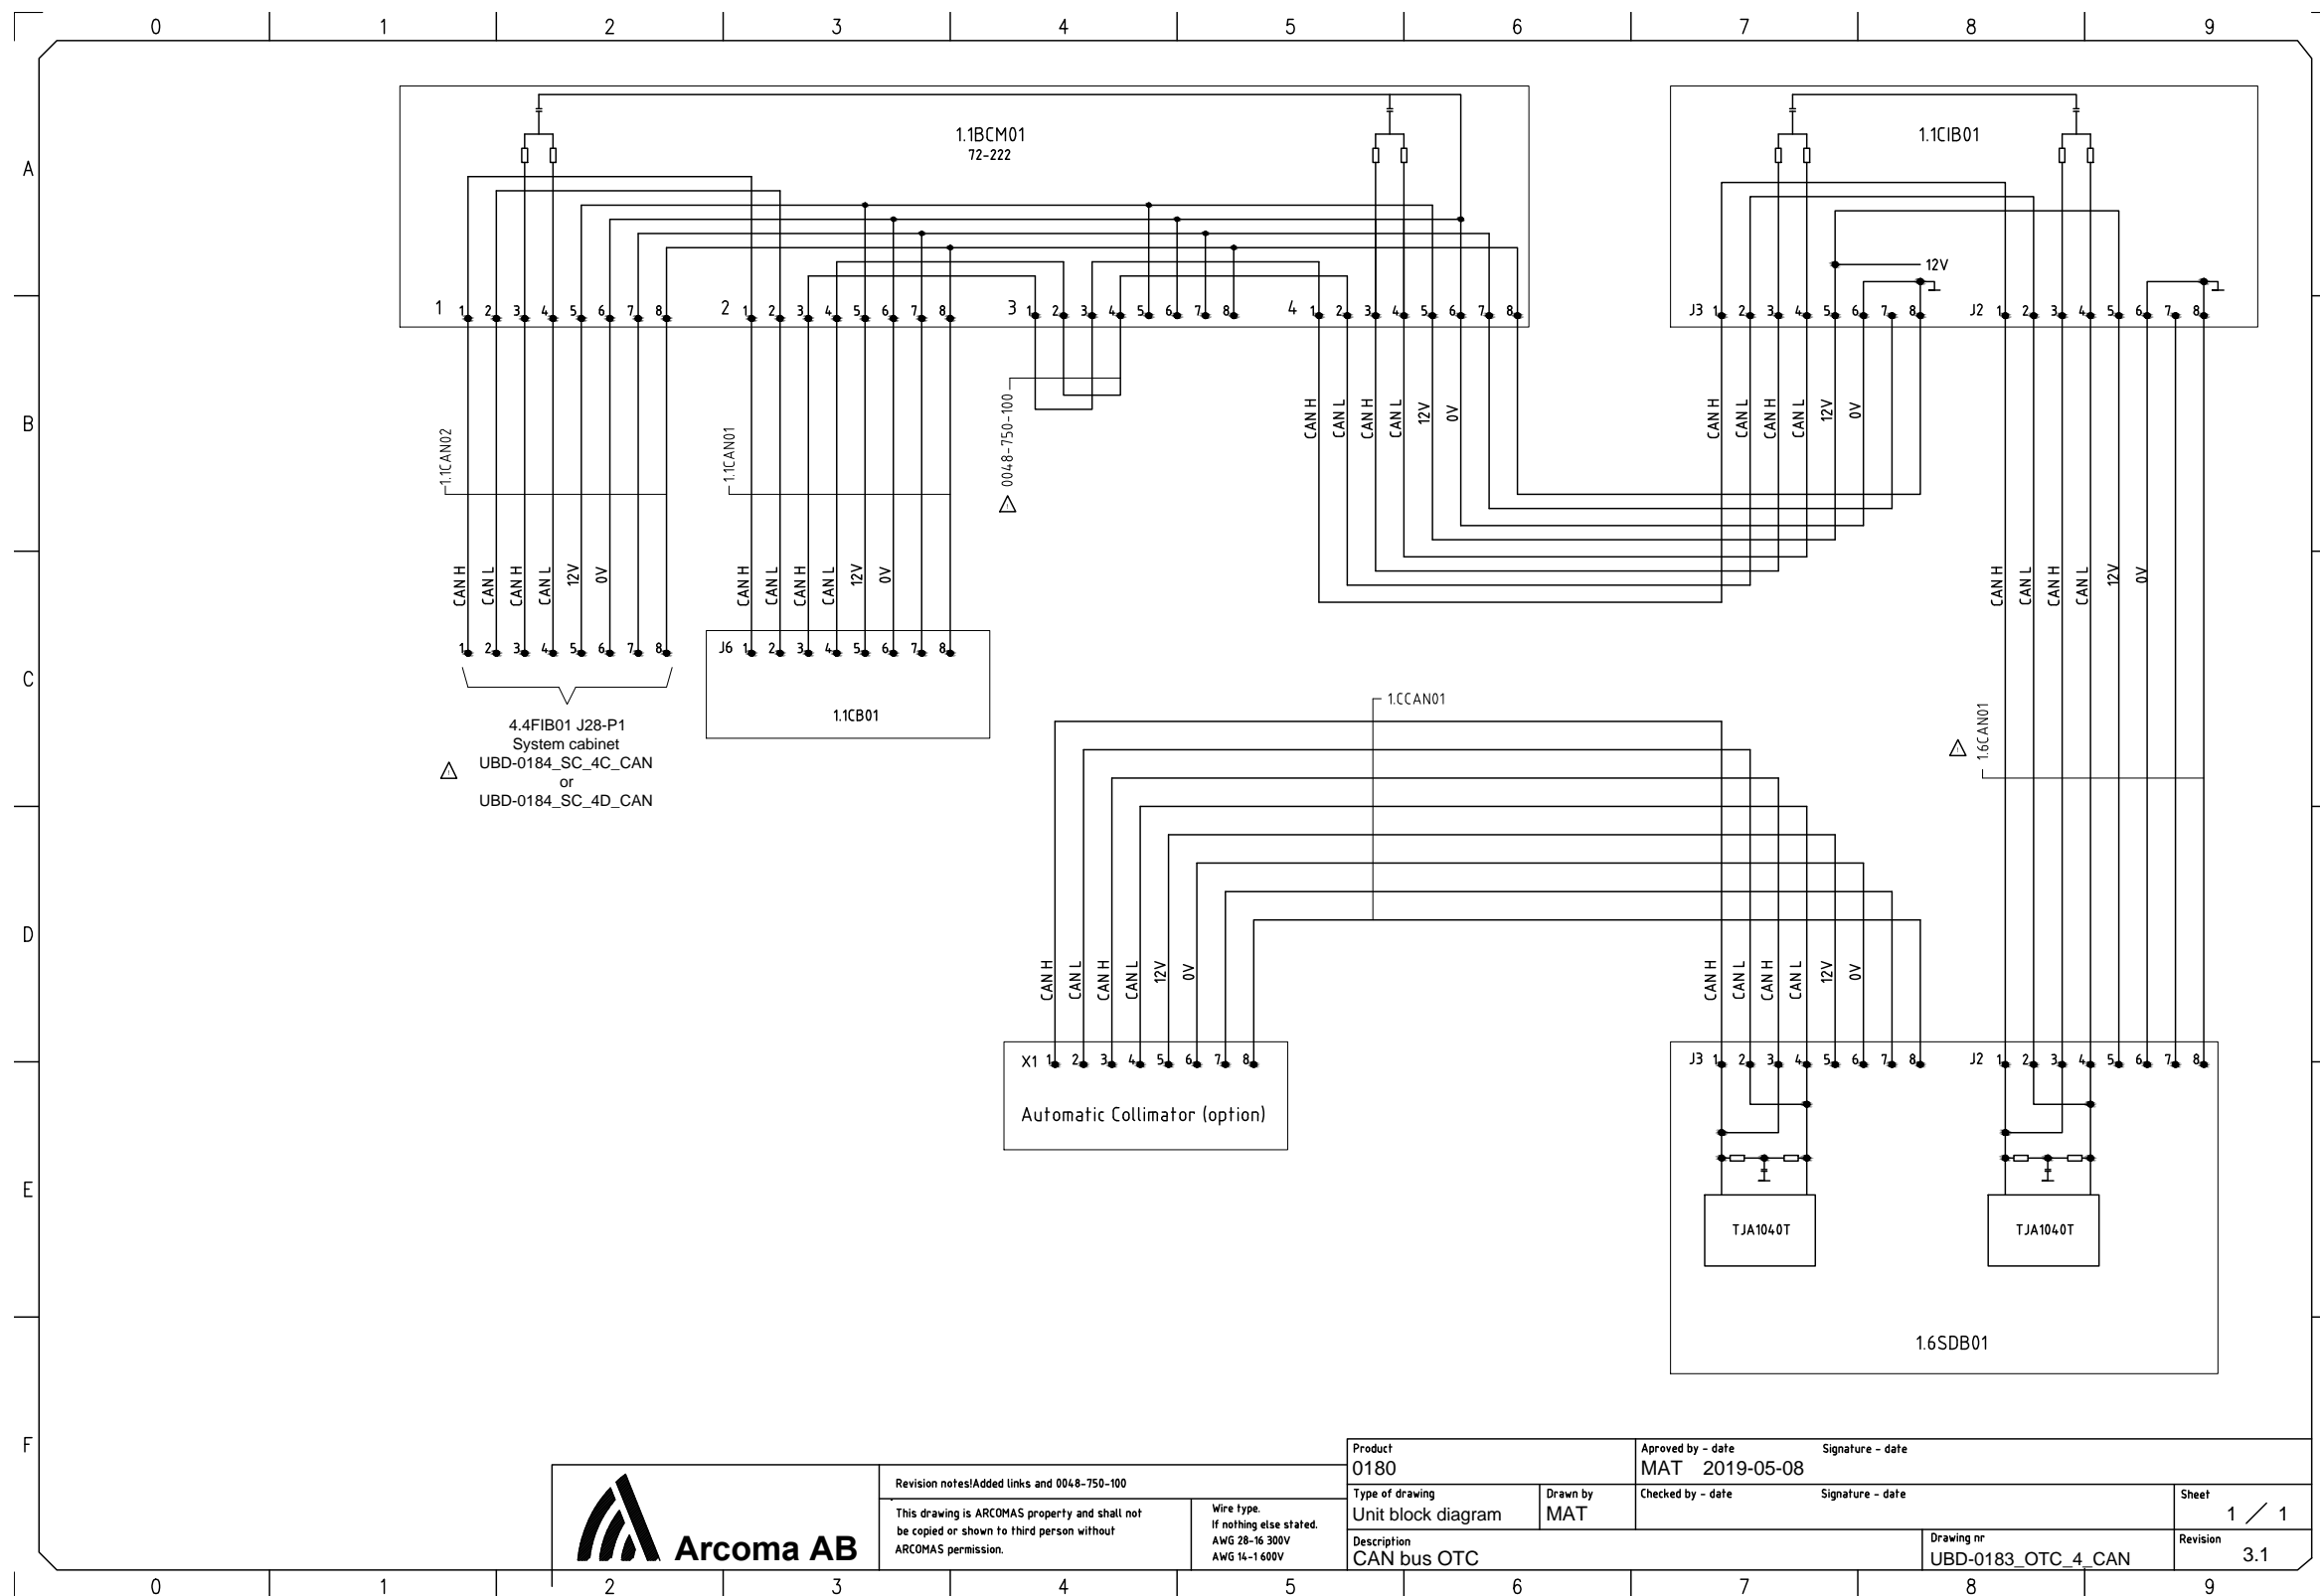 0 1 2 3 4 5 6 7 8 9
A
1.1BCM01
72-222
1.1CIB01
12V
1 1 2 3 4 5 6 7 8 2 1 2 3 4 5 6 7 8 3 1 2 3 4 5 6 7 8 4 1 2 3 4 5 6 7 8 J3 1 2 3 4 5 6 7 8 J2 1 2 3 4 5 6 7 8
B
1.1CAN02
1.1CAN01
0048-750-100
CAN H CAN L CAN H CAN L 12V 0V
CAN H CAN L CAN H CAN L 12V 0V
CAN H CAN L CAN H CAN L 12V 0V
CAN H CAN L CAN H CAN L 12V 0V
CAN H CAN L CAN H CAN L 12V 0V
C
1 2 3 4 5 6 7 8
J6 1 2 3 4 5 6 7 8
1.1CB01
4.4FIB01 J28-P1
System cabinet
UBD-0184_SC_4C_CAN
or
UBD-0184_SC_4D_CAN
1.CCAN01
1.6CAN01
D
CAN H CAN L CAN H CAN L 12V 0V
CAN H CAN L CAN H CAN L 12V 0V
X1 1 2 3 4 5 6 7 8
Automatic Collimator (option)
J3 1 2 3 4 5 6 7 8 J2 1 2 3 4 5 6 7 8
E
TJA1040T
TJA1040T
1.6SDB01
F
Arcoma AB
Revision notes!Added links and 0048-750-100
This drawing is ARCOMAS property and shall not
be copied or shown to third person without
ARCOMAS permission.
Wire type.
If nothing else stated.
AWG 28-16 300V
AWG 14-1 600V
Product
0180
Aproved by - date
MAT 2019-05-08
Signature - date
Type of drawing
Unit block diagram
Drawn by
MAT
Checked by - date
Signature - date
Sheet
1 / 1
Description
CAN bus OTC
Drawing nr
UBD-0183_OTC_4_CAN
Revision
3.1
0 1 2 3 4 5 6 7 8 9